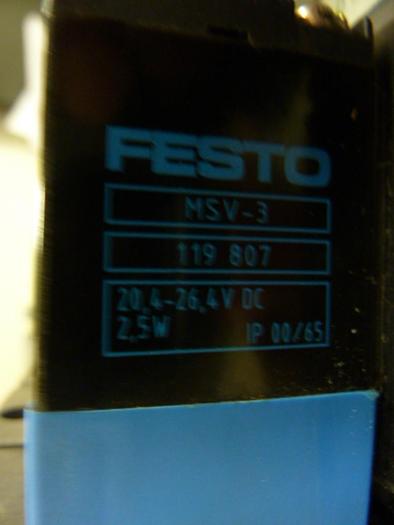 FESTO
MSV-3
119 807
20,4-26,4V DC
2,5W IP 00/65